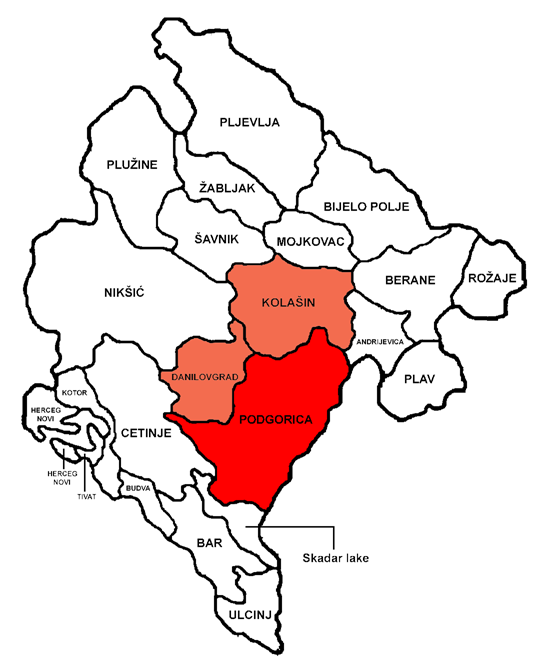 PLJEVLJA
PLUŽINE
ŽABLJAK
BIJELO POLJE
ŠAVNIK
MOJKOVAC
BERANE
ROŽAJE
NIKŠIĆ
KOLAŠIN
ANDRIJEVICA
DANILOVGRAD
PLAV
KOTOR
HERCEG
NOVI
PODGORICA
CETINJE
HERCEG
NOVI
TIVAT
BUDVA
BAR
Skadar lake
ULCINJ